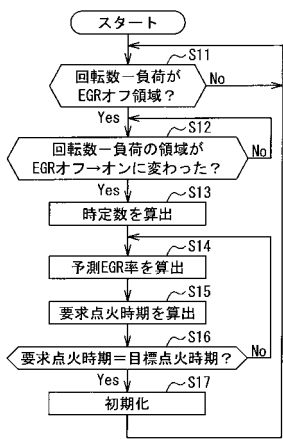 スタート
S11
回転数－負荷が
EGRオフ領域？
No
Yes
S12
回転数－負荷の領域が
EGRオフ→オンに変わった？
No
Yes
S13
時定数を算出
S14
予測EGR率を算出
S15
要求点火時期を算出
S16
要求点火時期＝目標点火時期？
No
Yes
S17
初期化